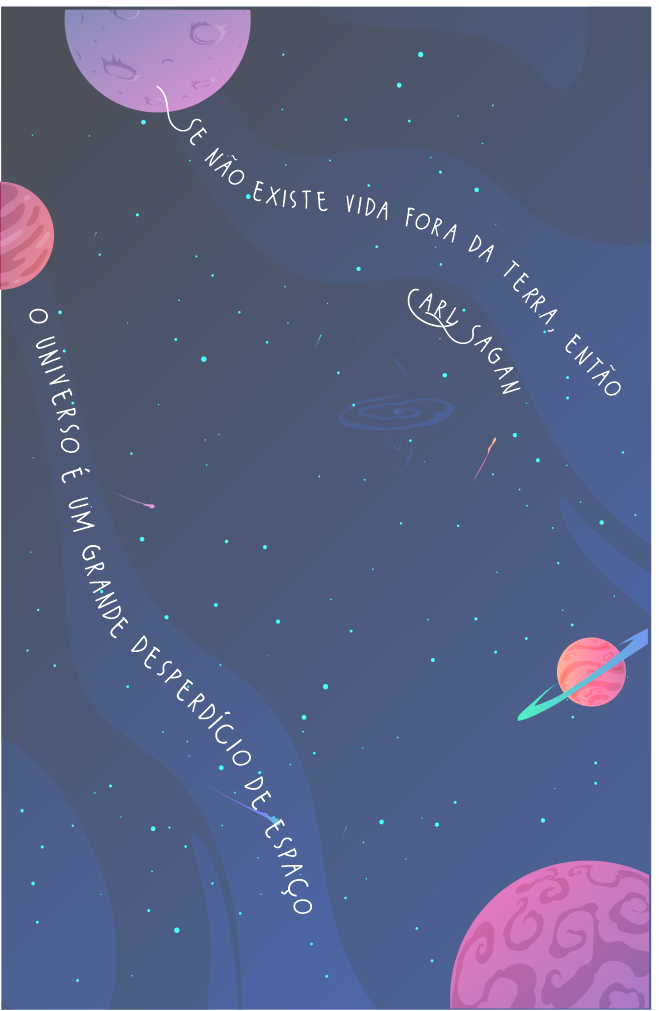 SE NÃO EXISTE VIDA FORA DA TERRA, ENTÃO
O UNIVERSO É UM GRANDE DESPERDÍCIO DE ESPAÇO
CARL SAGAN